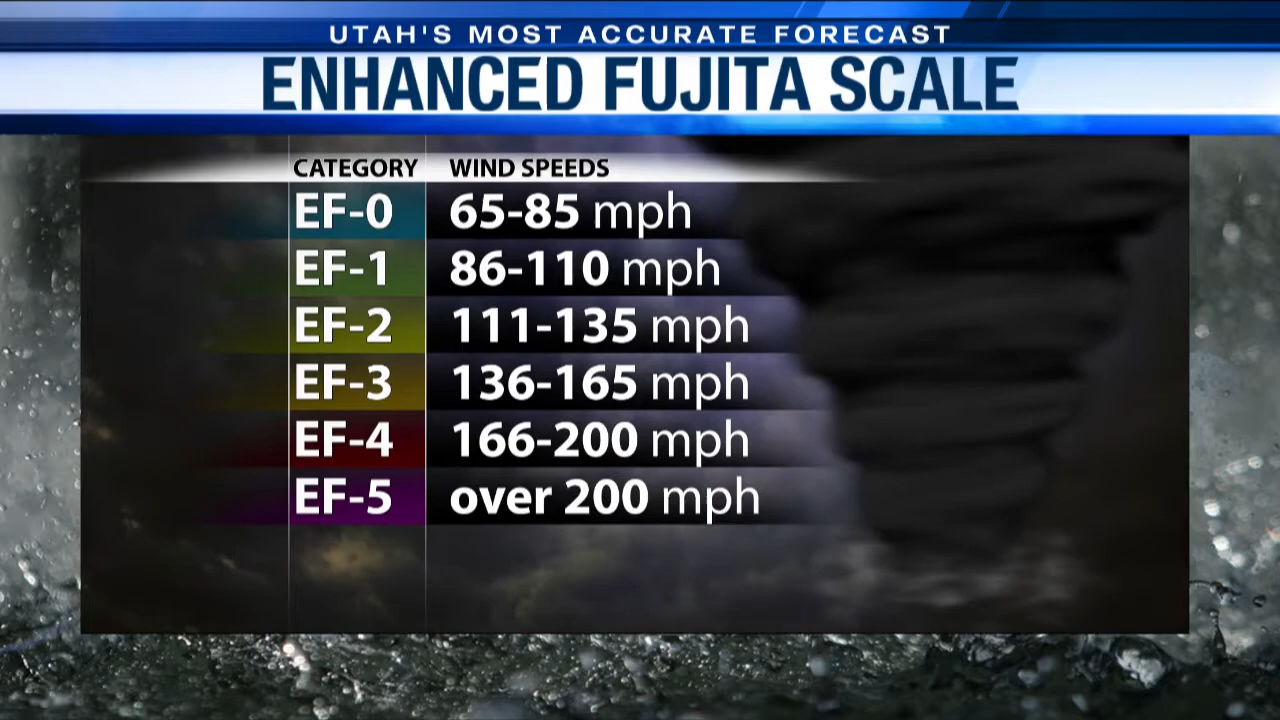 UTAH'S MOST ACCURATE FORECAST
ENHANCED FUJITA SCALE
CATEGORY WIND SPEEDS
EF-0 65-85 mph
EF-1 86-110 mph
EF-2 111-135 mph
EF-3 136-165 mph
EF-4 166-200 mph
EF-5 over 200 mph